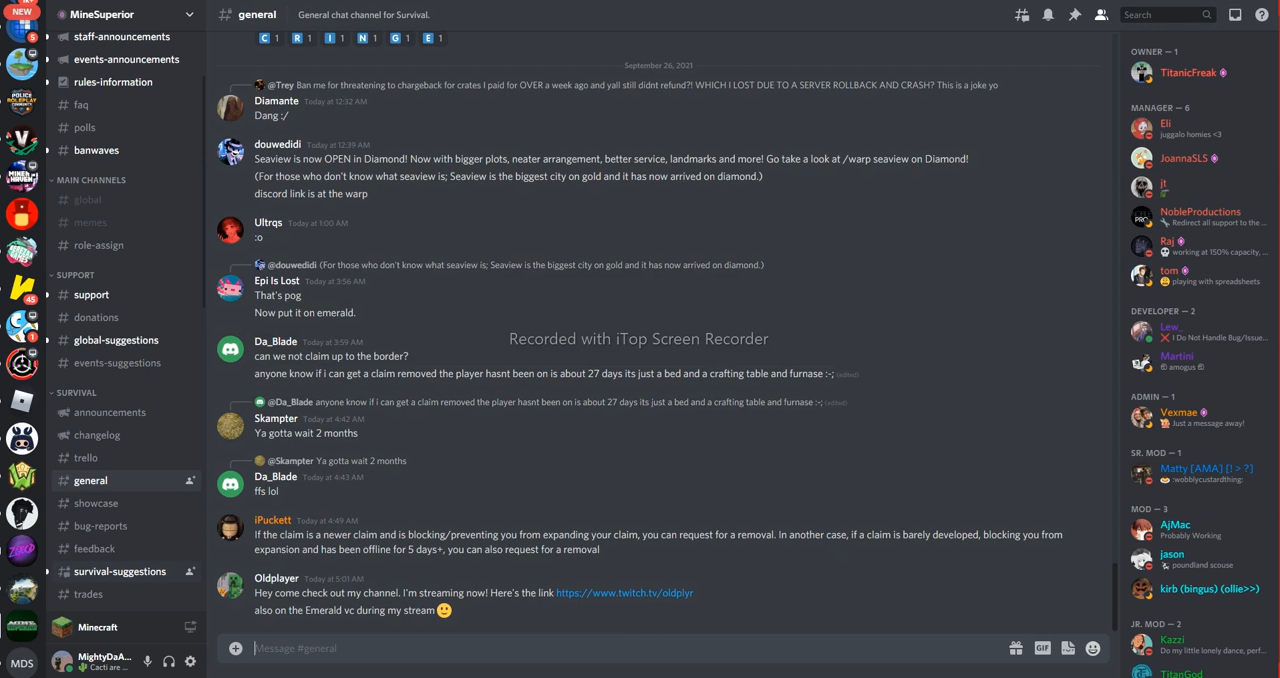 NEW
MineSuperior
general
General chat channel for Survival.
Search
staff-announcements
events-announcements
rules-information
faq
polls
banwaves
MAIN CHANNELS
global
memes
role-assign
SUPPORT
support
donations
global-suggestions
events-suggestions
SURVIVAL
announcements
changelog
trello
general
showcase
bug-reports
feedback
survival-suggestions
trades
Minecraft
MightyDaA...
Cacti are ...
5
45
1
POLICE ROLEPLAY COMMUNITY
MDS
C 1 R 1 I 1 N 1 G 1 E 1
September 26, 2021
@Trey Ban me for threatening to chargeback for crates I paid for OVER a week ago and yall still didnt refund?! WHICH I LOST DUE TO A SERVER ROLLBACK AND CRASH? This is a joke yo
Diamante Today at 12:32 AM
Dang :/
douwedidi Today at 12:39 AM
Seaview is now OPEN in Diamond! Now with bigger plots, neater arrangement, better service, landmarks and more! Go take a look at /warp seaview on Diamond!
(For those who don't know what seaview is; Seaview is the biggest city on gold and it has now arrived on diamond.)
discord link is at the warp
Ultrqs Today at 1:00 AM
:o
@douwedidi (For those who don't know what seaview is; Seaview is the biggest city on gold and it has now arrived on diamond.)
Epi Is Lost Today at 3:56 AM
That's pog
Now put it on emerald.
Recorded with iTop Screen Recorder
Da_Blade Today at 3:59 AM
can we not claim up to the border?
anyone know if i can get a claim removed the player hasnt been on is about 27 days its just a bed and a crafting table and furnase :-; (edited)
@Da_Blade anyone know if i can get a claim removed the player hasnt been on is about 27 days its just a bed and a crafting table and furnase :-; (edited)
Skampter Today at 4:42 AM
Ya gotta wait 2 months
@Skampter Ya gotta wait 2 months
Da_Blade Today at 4:43 AM
ffs lol
iPuckett Today at 4:49 AM
If the claim is a newer claim and is blocking/preventing you from expanding your claim, you can request for a removal. In another case, if a claim is barely developed, blocking you from
expansion and has been offline for 5 days+, you can also request for a removal
Oldplayer Today at 5:01 AM
Hey come check out my channel. I'm streaming now! Here's the link https://www.twitch.tv/oldplyr
also on the Emerald vc during my stream
Message #general
GIF
OWNER — 1
TitanicFreak
MANAGER — 6
Eli
juggalo homies <3
JoannaSLS
jt
NobleProductions
Redirect all support to the ...
Raj
working at 150% capacity, ...
tom
playing with spreadsheets
DEVELOPER — 2
Lew_
I Do Not Handle Bug/Issue...
Martini
amogus
ADMIN — 1
Vexmae
Just a message away!
SR. MOD — 1
Matty [AMA] [! > ?]
:wobblycustardthing:
MOD — 3
AjMac
Probably Working
jason
poundland scouse
kirb (bingus) (ollie>>)
JR. MOD — 2
Kazzi
Do my little lonely dance, perf...
TitanGod